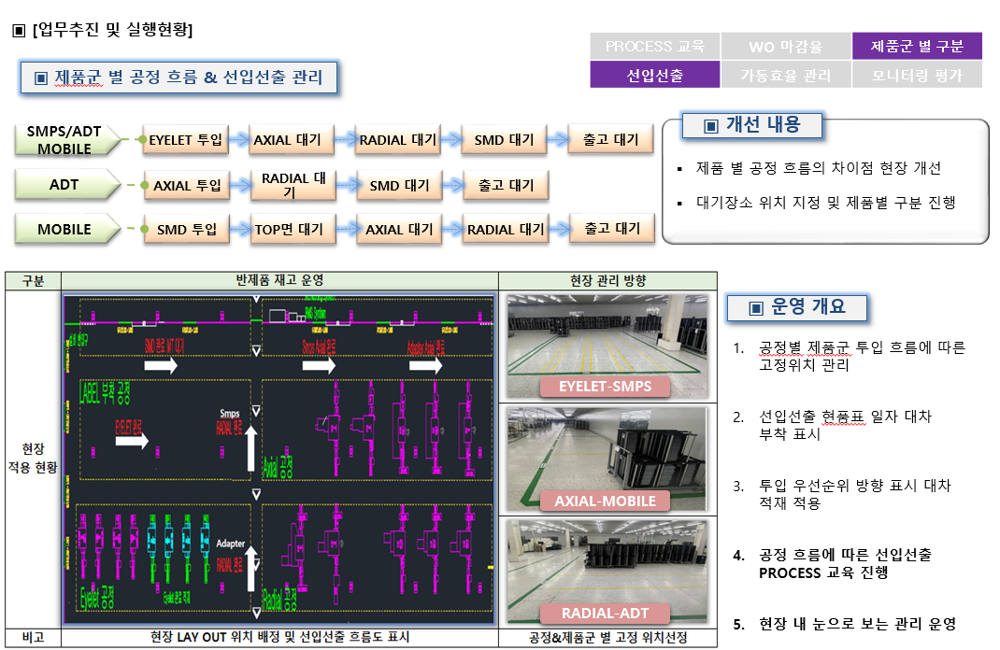 ▣ [업무추진 및 실행현황]
PROCESS 교육 WO 마감율 제품군 별 구분
선입선출 가동효율 관리 모니터링 평가
▣ 제품군 별 공정 흐름 & 선입선출 관리
SMPS/ADT
MOBILE
EYELET 투입 AXIAL 대기 RADIAL 대기 SMD 대기 출고 대기
ADT
AXIAL 투입 RADIAL 대
기 SMD 대기 출고 대기
MOBILE
SMD 투입 TOP면 대기 AXIAL 대기 RADIAL 대기 출고 대기
▣ 개선 내용
▪ 제품 별 공정 흐름의 차이점 현장 개선
▪ 대기장소 위치 지정 및 제품별 구분 진행
구분 반제품 재고 운영 현장 관리 방향
현장
적용 현황
RMS System
SMD 완료 IMT 대기
Smps Axial 완료
Adapter Axial 완료
LABEL 부착 공정
EYELET 완료
Smps
RADIAL 완료
Axial 공정
Adapter
RADIAL 완료
Eyelet 공정
Eyelet 완료 적재
Radial 공정
EYELET-SMPS
AXIAL-MOBILE
RADIAL-ADT
비고 현장 LAY OUT 위치 배정 및 선입선출 흐름도 표시 공정&제품군 별 고정 위치선정
▣ 운영 개요
1. 공정별 제품군 투입 흐름에 따른
고정위치 관리
2. 선입선출 현품표 일자 대차
부착 표시
3. 투입 우선순위 방향 표시 대차
적재 적용
4. 공정 흐름에 따른 선입선출
PROCESS 교육 진행
5. 현장 내 눈으로 보는 관리 운영